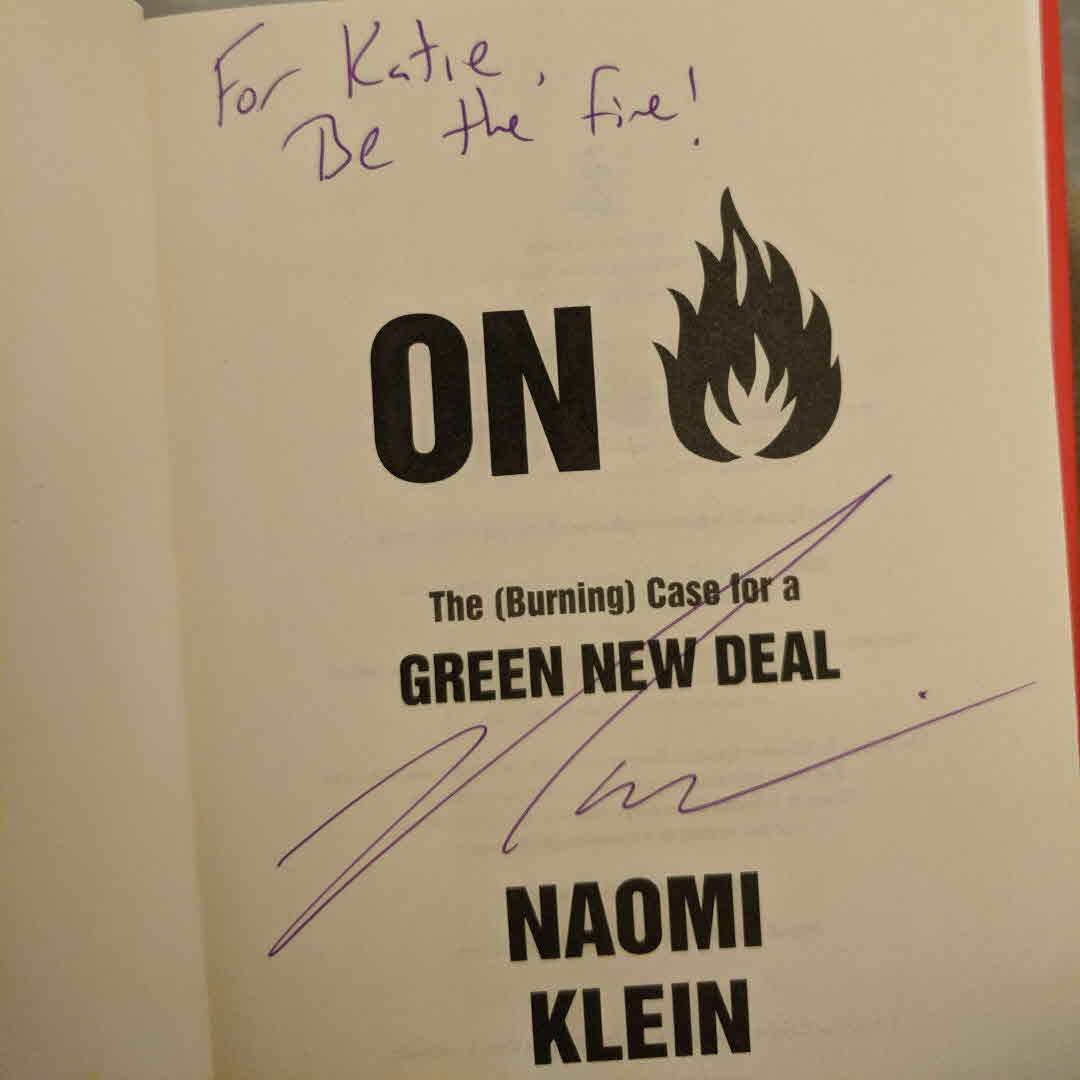 For Katie,
Be the fire!
ON
The (Burning) Case for a
GREEN NEW DEAL
NAOMI
KLEIN